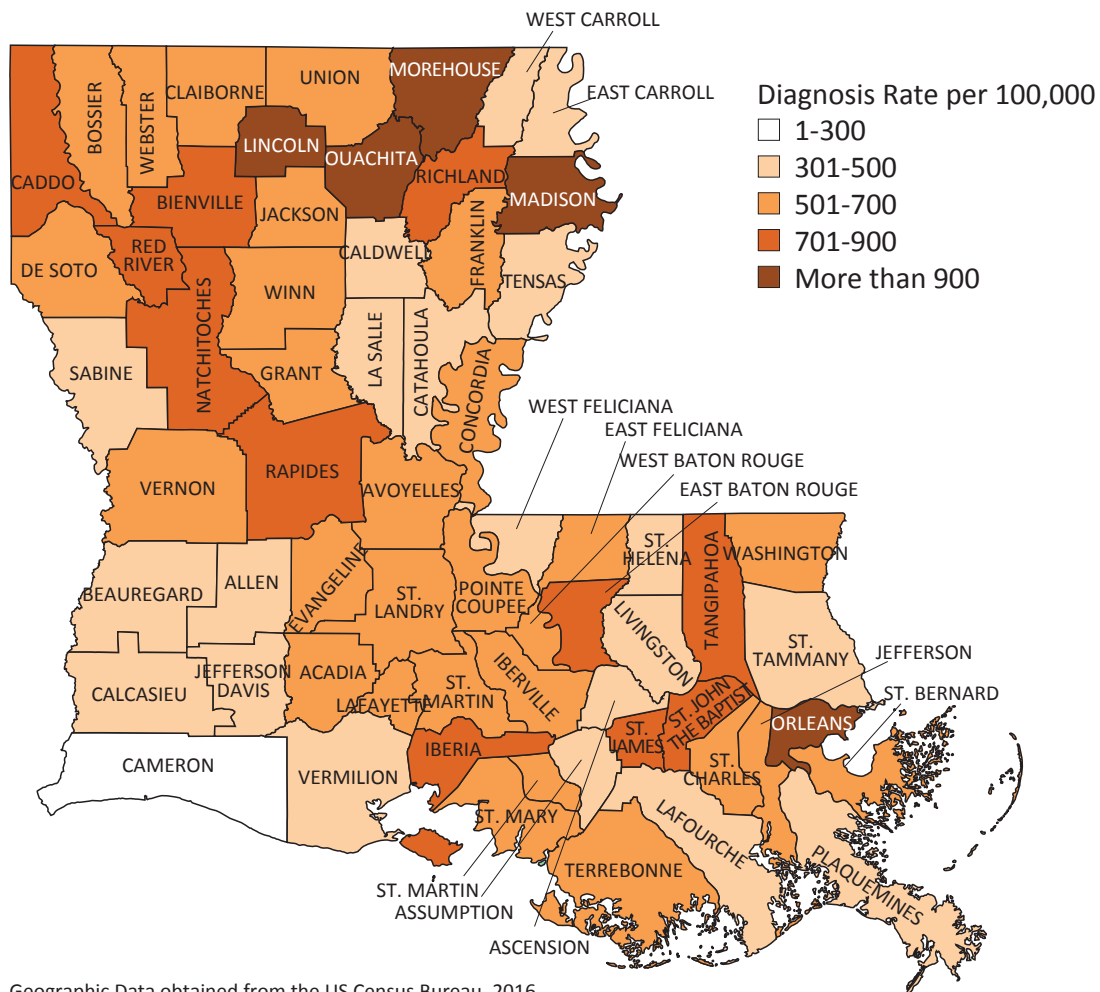 WEST CARROLL
MOREHOUSE
UNION
CLAIBORNE
EAST CARROLL
BOSSIER
WEBSTER
LINCOLN
OUACHITA
RICHLAND
CADDO
MADISON
BIENVILLE
JACKSON
FRANKLIN
RED
RIVER
CALDWELL
DE SOTO
TENSAS
WINN
NATCHITOCHES
LA SALLE
CATAHOULA
SABINE
GRANT
CONCORDIA
Diagnosis Rate per 100,000
1-300
301-500
501-700
701-900
More than 900
WEST FELICIANA
EAST FELICIANA
WEST BATON ROUGE
EAST BATON ROUGE
RAPIDES
VERNON
AVOYELLES
ST.
HELENA
TANGIPAHOA
WASHINGTON
BEAUREGARD
ALLEN
EVANGELINE
ST.
LANDRY
POINTE
COUPEE
LIVINGSTON
ST.
TAMMANY
JEFFERSON
ST. BERNARD
CALCASIEU
JEFFERSON
DAVIS
ACADIA
LAFAYETTE
ST.
MARTIN
IBERVILLE
ST. JOHN
THE BAPTIST
ORLEANS
CAMERON
VERMILION
IBERIA
ST.
JAMES
ST.
CHARLES
ST. MARY
LAFOURCHE
TERREBONNE
PLAQUEMINES
ST. MARTIN
ASSUMPTION
ASCENSION
Geographic Data obtained from the US Census Bureau, 2016